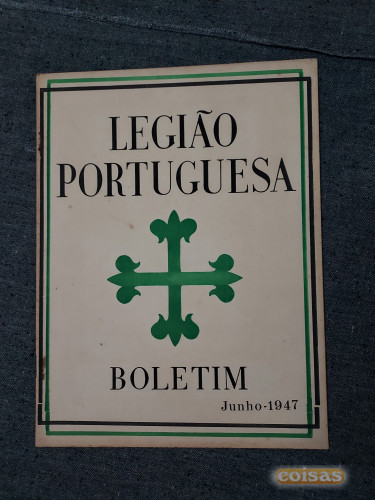 LEGIÃO
PORTUGUESA
BOLETIM
Junho-1947
coisas